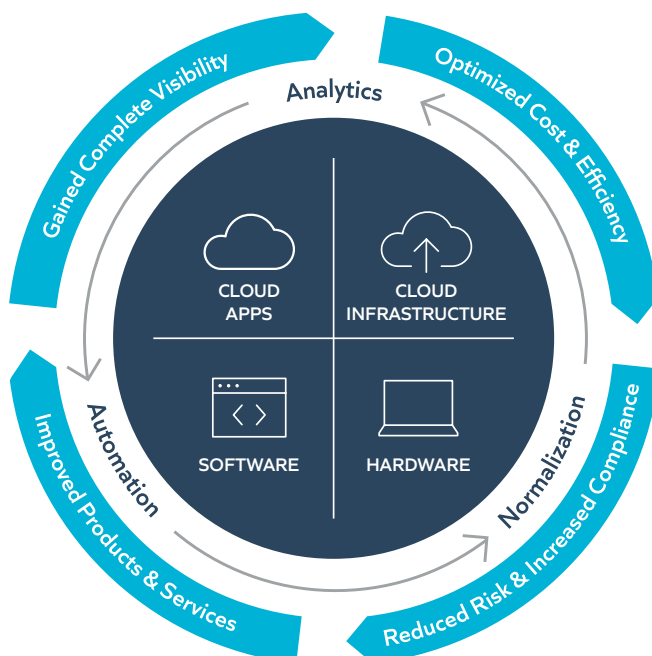 Gained Complete Visibility
Optimized Cost & Efficiency
Analytics
CLOUD
APPS
CLOUD
INFRASTRUCTURE
SOFTWARE
HARDWARE
Automation
Normalization
Improved Products & Services
Reduced Risk & Increased Compliance